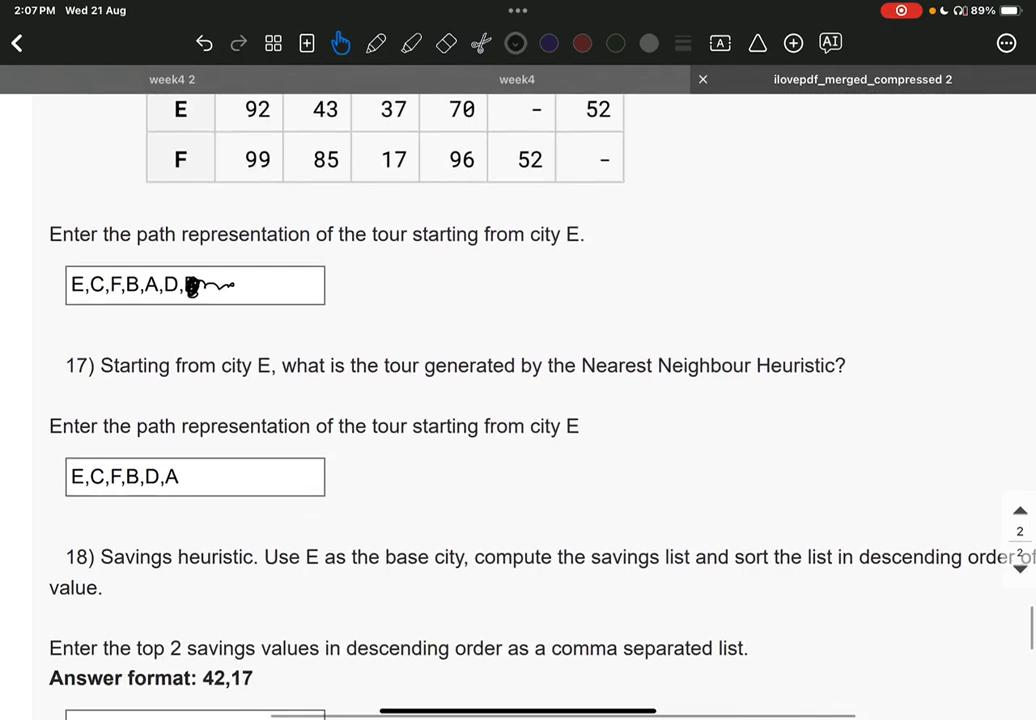 2:07 PM Wed 21 Aug
89%
A
AI
week4 2
week4
ilovepdf_merged_compressed 2
E 92 43 37 70 - 52
F 99 85 17 96 52 -
Enter the path representation of the tour starting from city E.
E,C,F,B,A,D,
17) Starting from city E, what is the tour generated by the Nearest Neighbour Heuristic?
Enter the path representation of the tour starting from city E
E,C,F,B,D,A
2
2
18) Savings heuristic. Use E as the base city, compute the savings list and sort the list in descending order of
value.
Enter the top 2 savings values in descending order as a comma separated list.
Answer format: 42,17